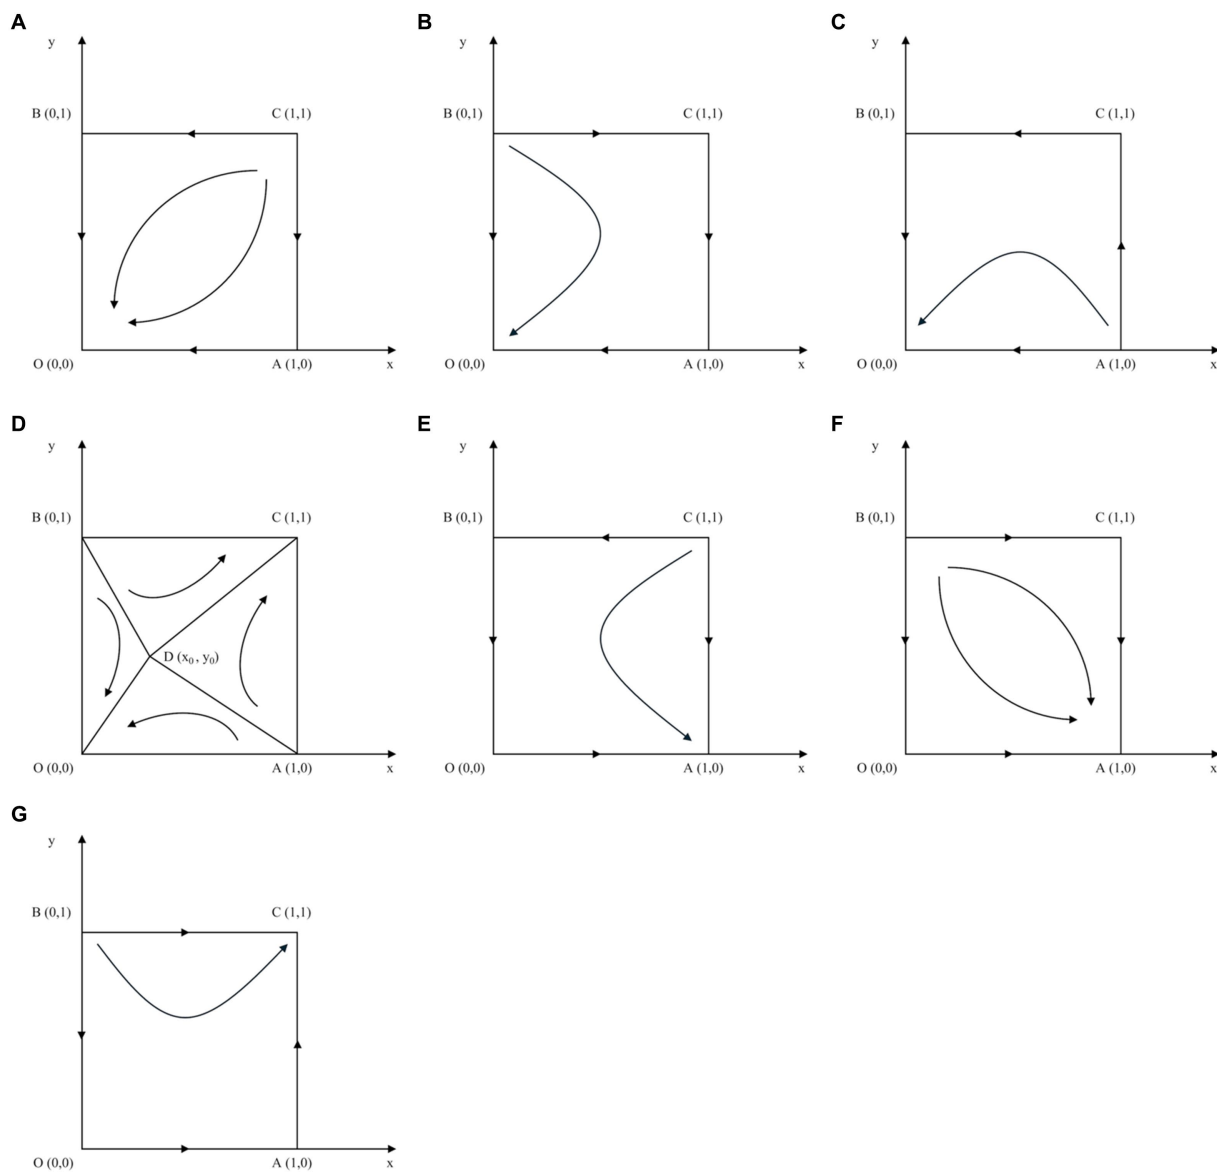 A
B
C
y
y
y
B (0,1)
C (1,1)
B (0,1)
C (1,1)
B (0,1)
C (1,1)
O (0,0)
A (1,0)
x
O (0,0)
A (1,0)
x
O (0,0)
A (1,0)
x
D
E
F
y
y
y
B (0,1)
C (1,1)
B (0,1)
C (1,1)
B (0,1)
C (1,1)
D (x₀, y₀)
O (0,0)
A (1,0)
x
O (0,0)
A (1,0)
x
O (0,0)
A (1,0)
x
G
y
B (0,1)
C (1,1)
O (0,0)
A (1,0)
x